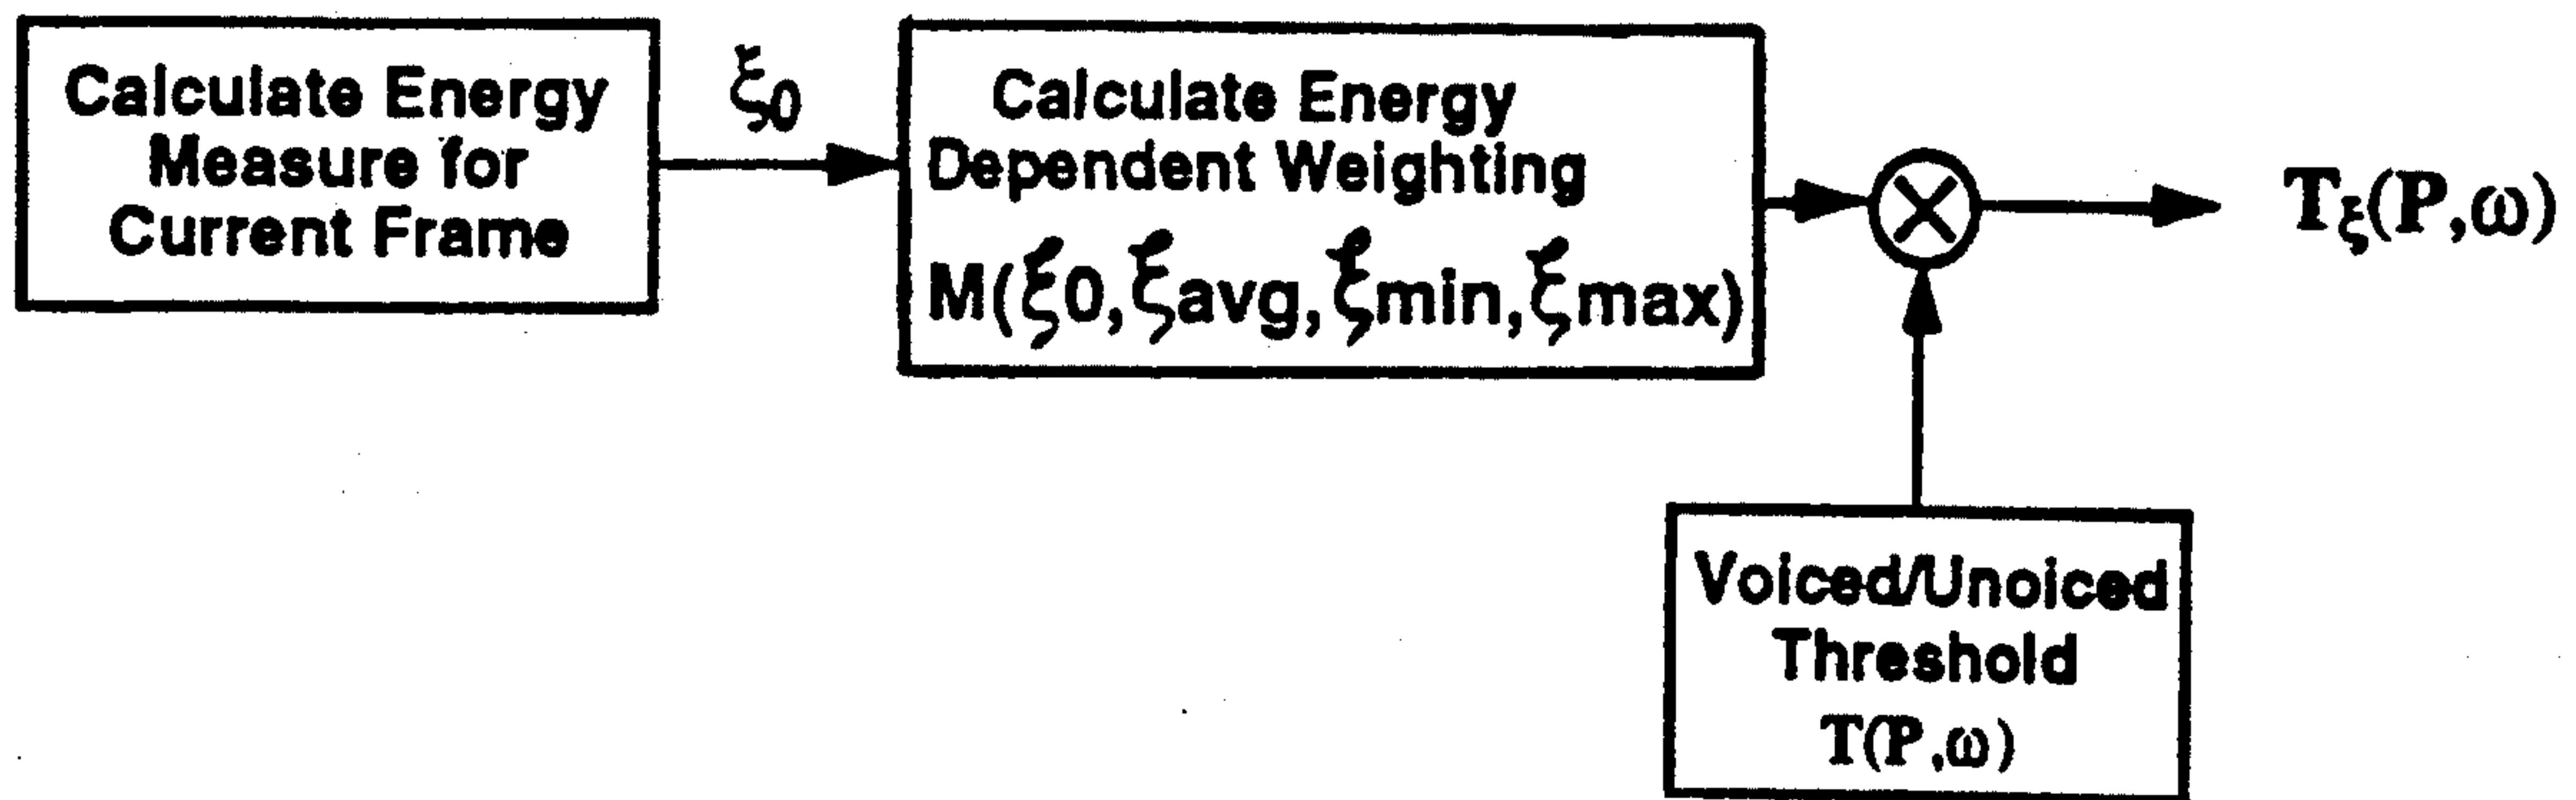 Calculate Energy
Measure for
Current Frame
ξ0
Calculate Energy
Dependent Weighting
M(ξ0,ξavg,ξmin,ξmax)
Tξ(P,ω)
Voiced/Unoiced
Threshold
T(P,ω)